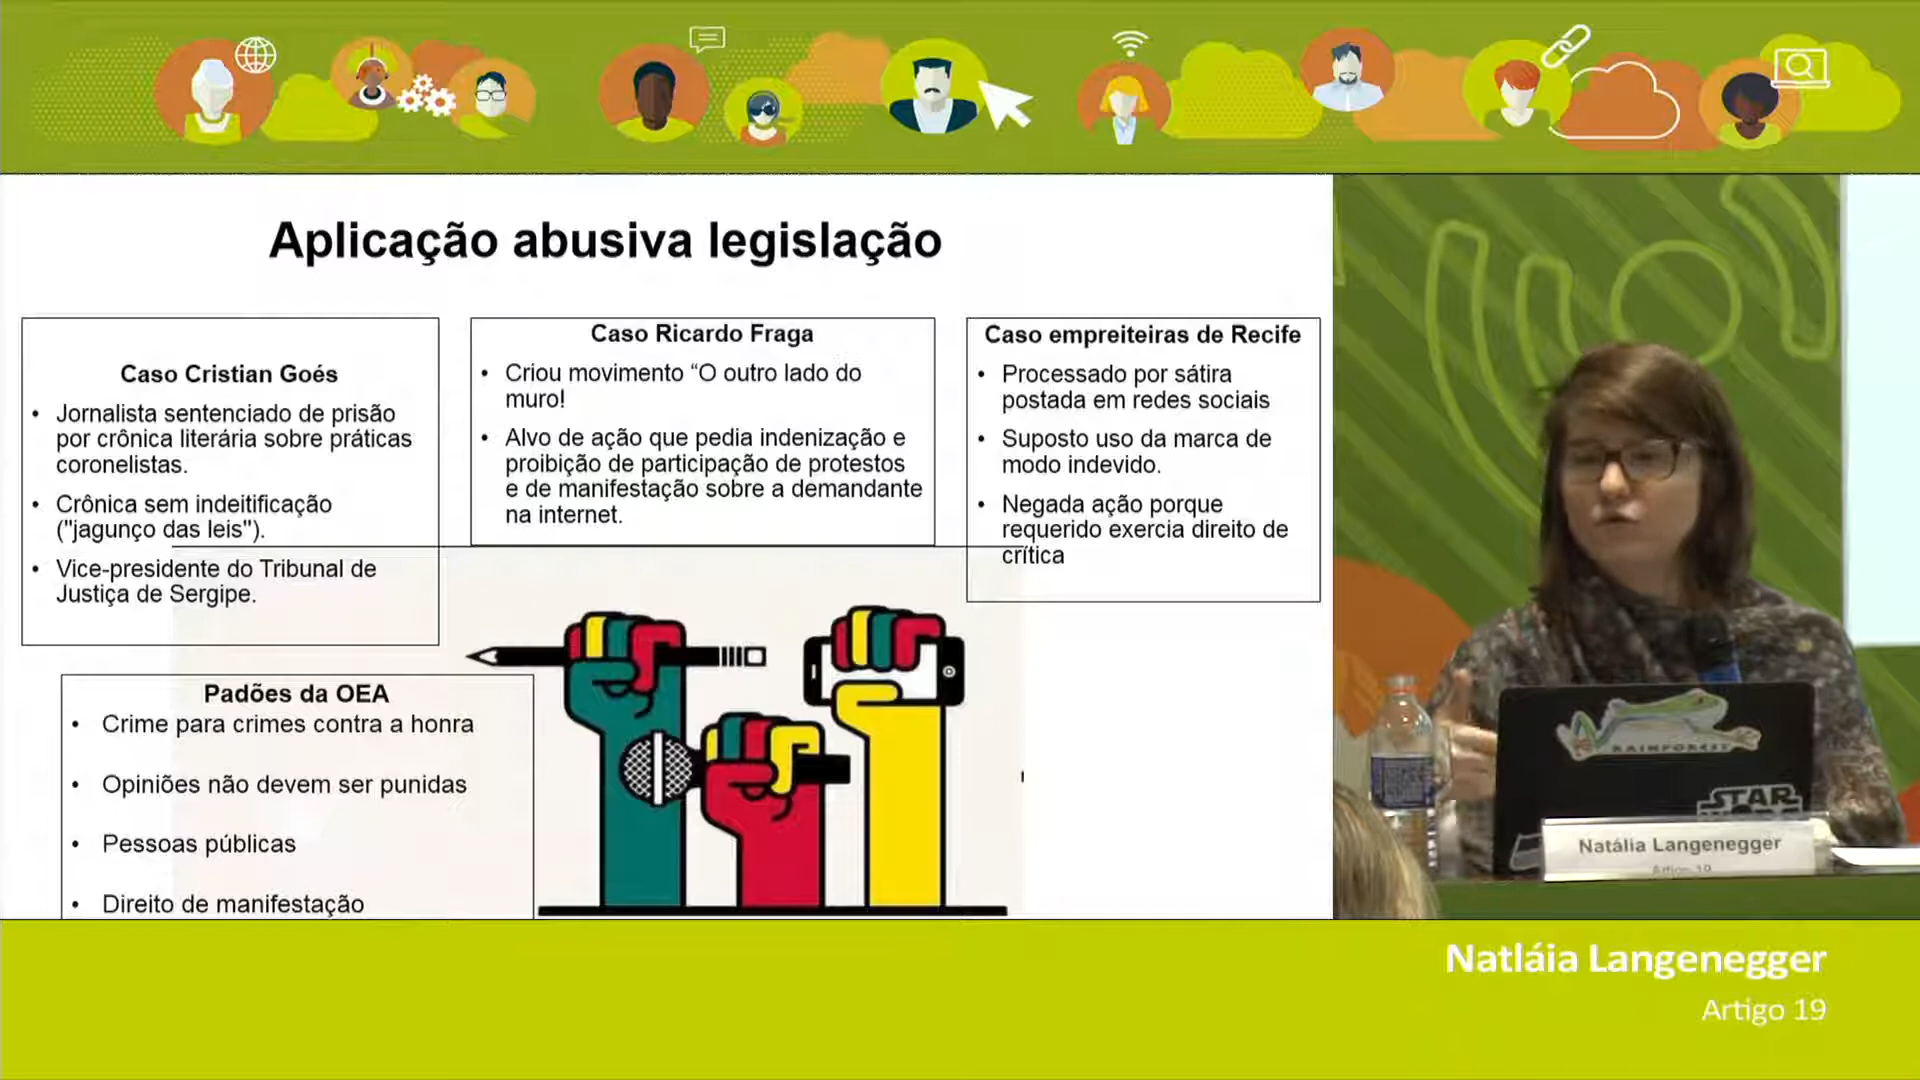 Aplicação abusiva legislação
Caso Cristian Goés
• Jornalista sentenciado de prisão
por crônica literária sobre práticas
coronelistas.
• Crônica sem indeitificação
("jagunço das leis").
• Vice-presidente do Tribunal de
Justiça de Sergipe.
Caso Ricardo Fraga
• Criou movimento “O outro lado do
muro!
• Alvo de ação que pedia indenização e
proibição de participação de protestos
e de manifestação sobre a demandante
na internet.
Caso empreiteiras de Recife
• Processado por sátira
postada em redes sociais
• Suposto uso da marca de
modo indevido.
• Negada ação porque
requerido exercia direito de
crítica
Padões da OEA
• Crime para crimes contra a honra
• Opiniões não devem ser punidas
• Pessoas públicas
• Direito de manifestação
RAINFOREST
STAR
Natália Langenegger
Artigo 19
Natláia Langenegger
Artigo 19